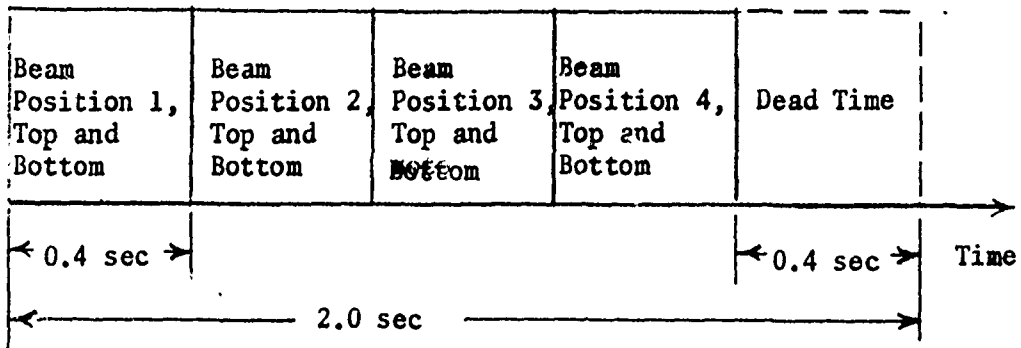 Beam
Position 1,
Top and
Bottom
Beam
Position 2,
Top and
Bottom
Beam
Position 3,
Top and
Bottom
Beam
Position 4,
Top and
Bottom
Dead Time
0.4 sec
0.4 sec
Time
2.0 sec